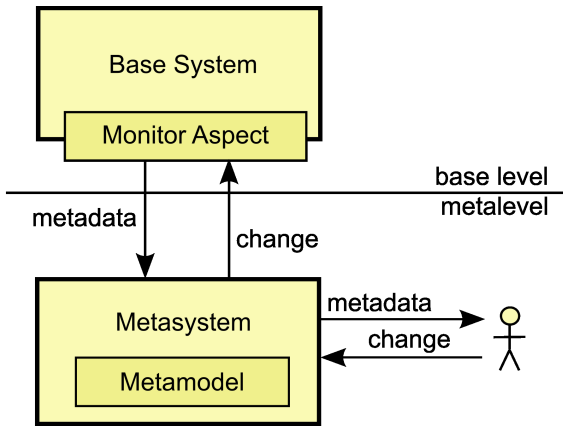 Base System
Monitor Aspect
base level
metalevel
metadata
change
Metasystem
metadata
change
Metamodel